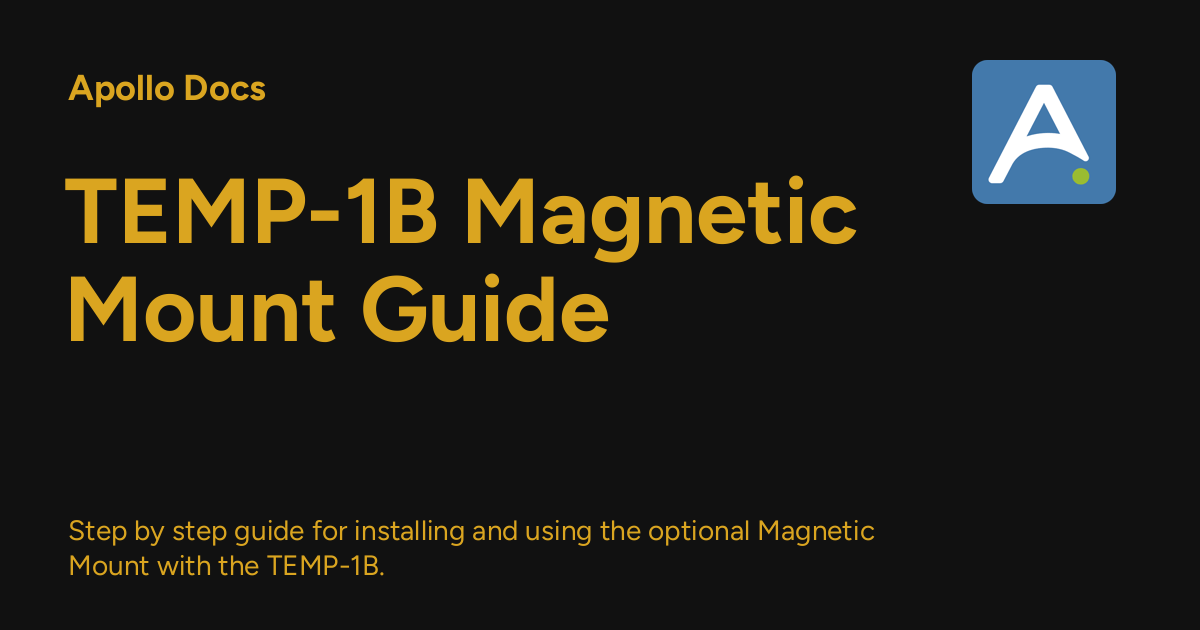 Apollo Docs
TEMP-1B Magnetic
Mount Guide
Step by step guide for installing and using the optional Magnetic
Mount with the TEMP-1B.